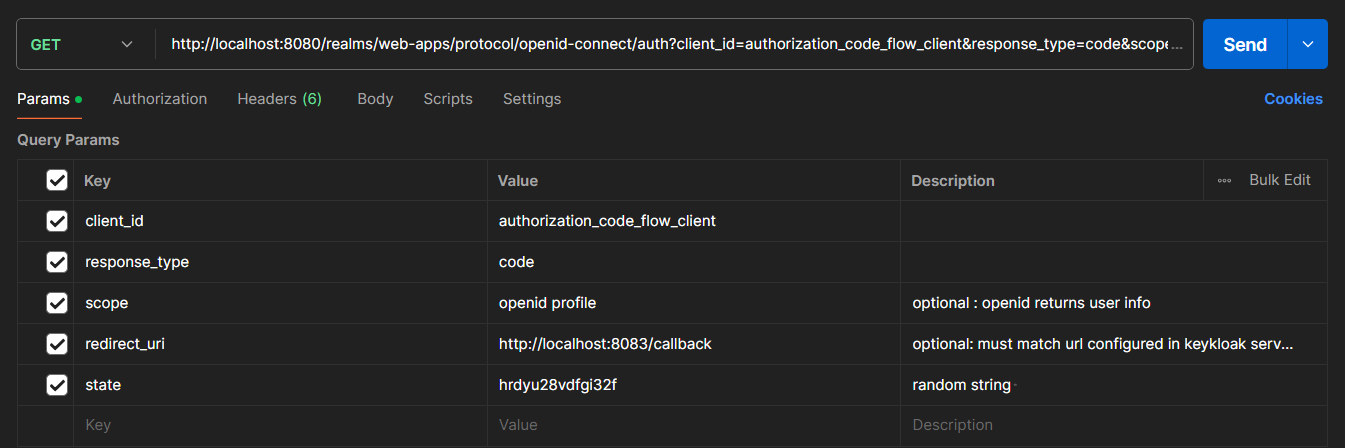 GET http://localhost:8080/realms/web-apps/protocol/openid-connect/auth?client_id=authorization_code_flow_client&response_type=code&scope... Send
Params Authorization Headers (6) Body Scripts Settings Cookies
Query Params
Key Value Description Bulk Edit
client_id authorization_code_flow_client
response_type code
scope openid profile optional : openid returns user info
redirect_uri http://localhost:8083/callback optional: must match url configured in keykloak serv...
state hrdyu28vdfgi32f random string
Key Value Description